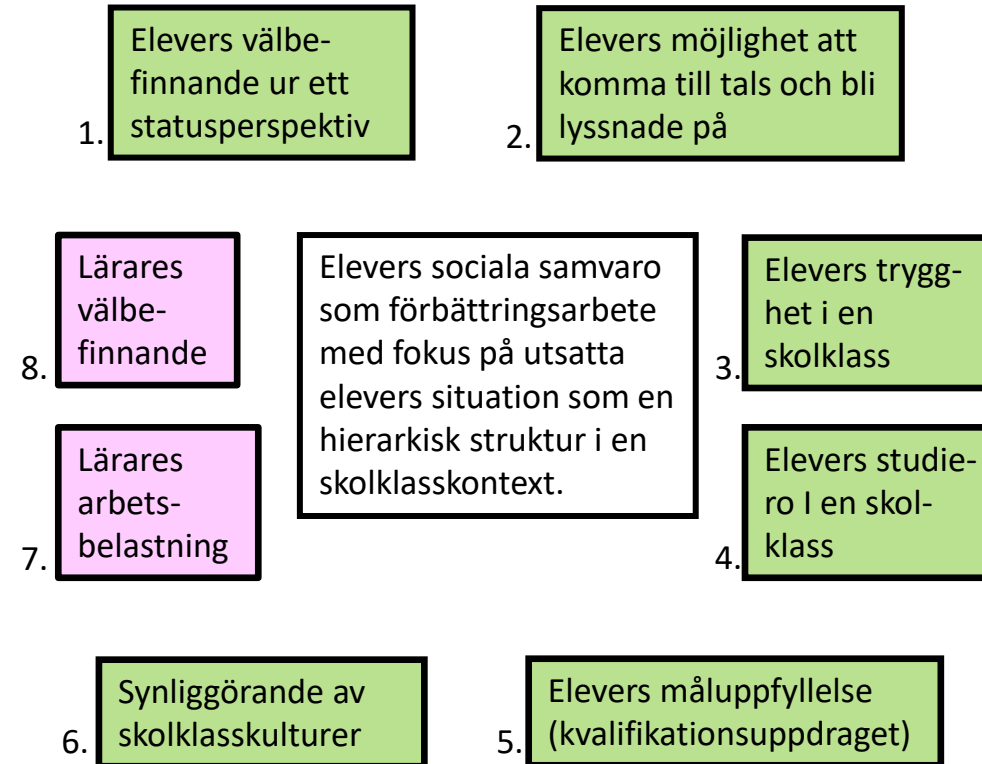 1. Elevers välbe-
finnande ur ett
statusperspektiv
2. Elevers möjlighet att
komma till tals och bli
lyssnade på
8. Lärares
välbe-
finnande
Elevers sociala samvaro
som förbättringsarbete
med fokus på utsatta
elevers situation som en
hierarkisk struktur i en
skolklasskontext.
3. Elevers trygg-
het i en
skolklass
7. Lärares
arbets-
belastning
4. Elevers studie-
ro I en skol-
klass
6. Synliggörande av
skolklasskulturer
5. Elevers måluppfyllelse
(kvalifikationsuppdraget)